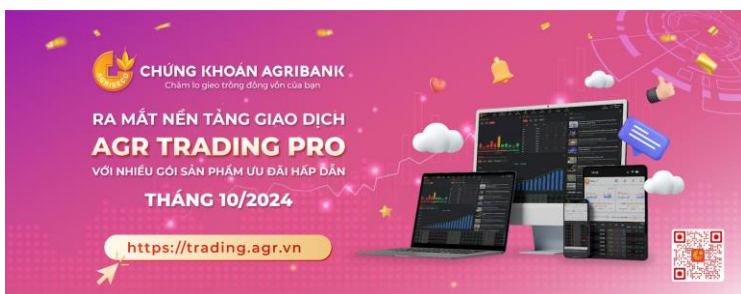 AGRISECO
CHỨNG KHOÁN AGRIBANK
Chăm lo gieo trồng đồng vốn của bạn
RA MẮT NỀN TẢNG GIAO DỊCH
AGR TRADING PRO
VỚI NHIỀU GÓI SẢN PHẨM ƯU ĐÃI HẤP DẪN
THÁNG 10/2024
https://trading.agr.vn